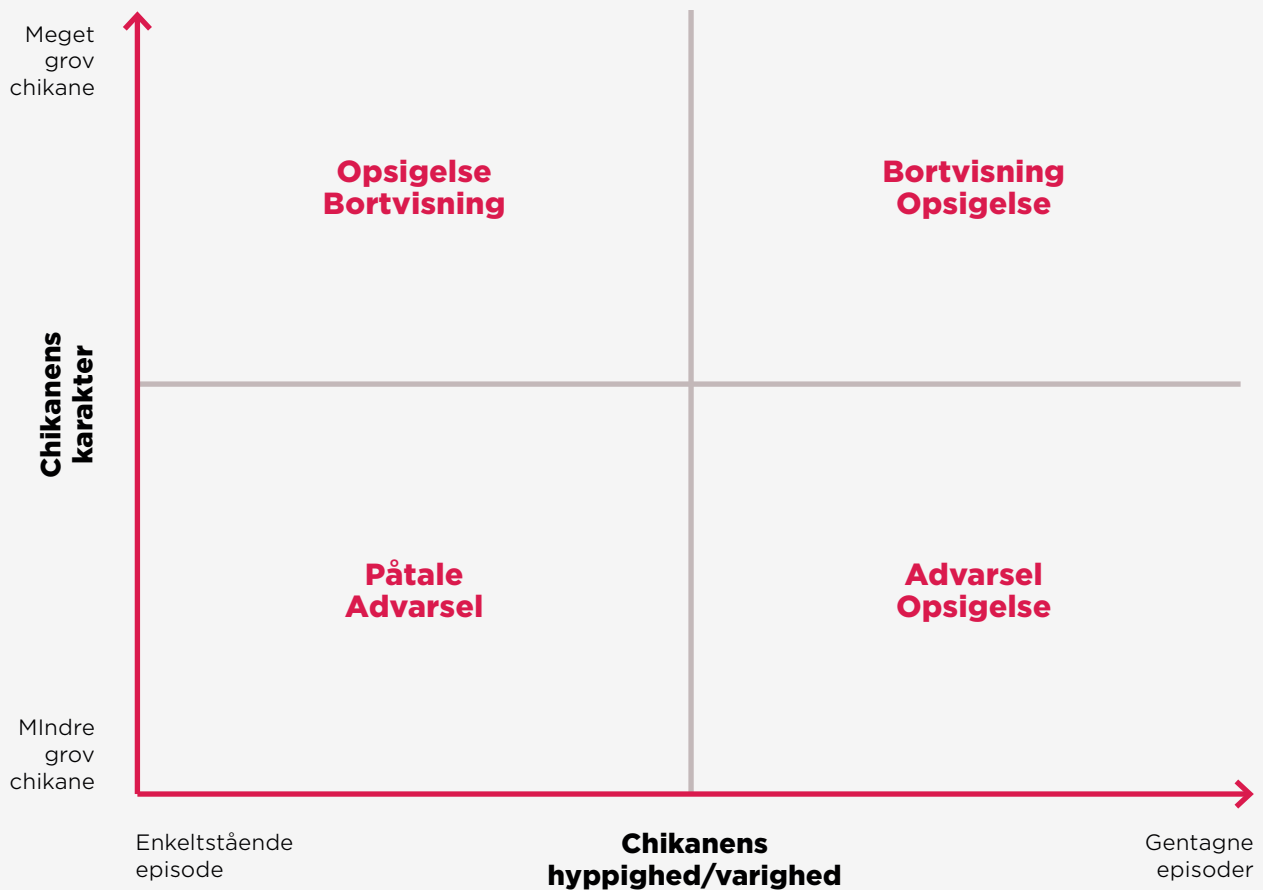 Meget
grov
chikane
Opsigelse
Bortvisning
Bortvisning
Opsigelse
Chikanens
karakter
Påtale
Advarsel
Advarsel
Opsigelse
MIndre
grov
chikane
Enkeltstående
episode
Chikanens
hyppighed/varighed
Gentagne
episoder